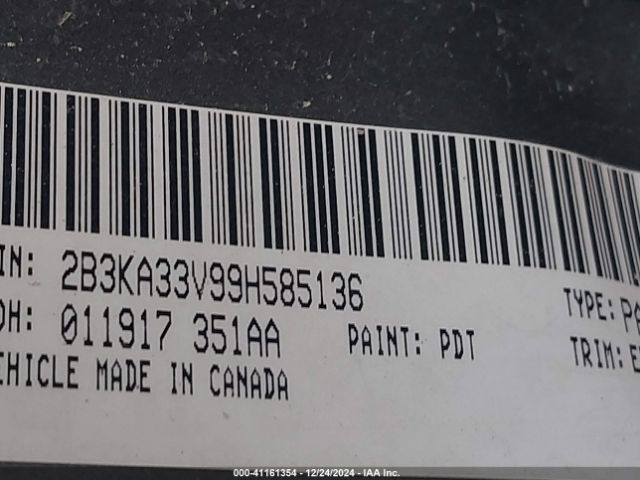 IN: 2B3KA33V99H585136
TYPE: PA
DH: 011917 351AA
PAINT: PDT
TRIM: E
EHICLE MADE IN CANADA
000-41161354 - 12/24/2024 - IAA Inc.